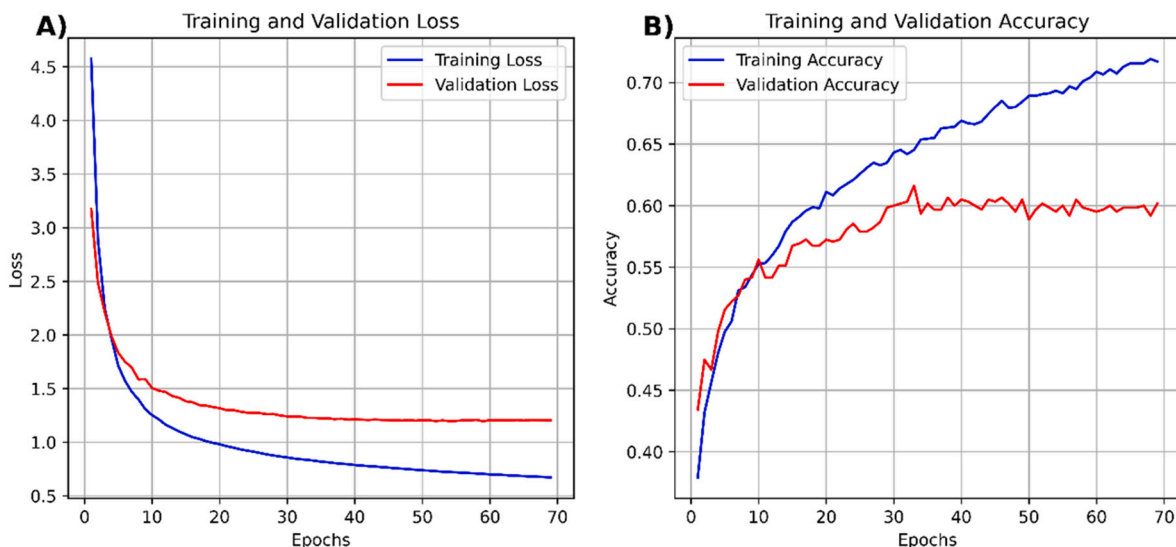 A)
Training and Validation Loss
Training Loss
Validation Loss
4.5
4.0
3.5
3.0
2.5
2.0
1.5
1.0
0.5
Loss
0 10 20 30 40 50 60 70
Epochs
B)
Training and Validation Accuracy
Training Accuracy
Validation Accuracy
0.70
0.65
0.60
0.55
0.50
0.45
0.40
Accuracy
0 10 20 30 40 50 60 70
Epochs